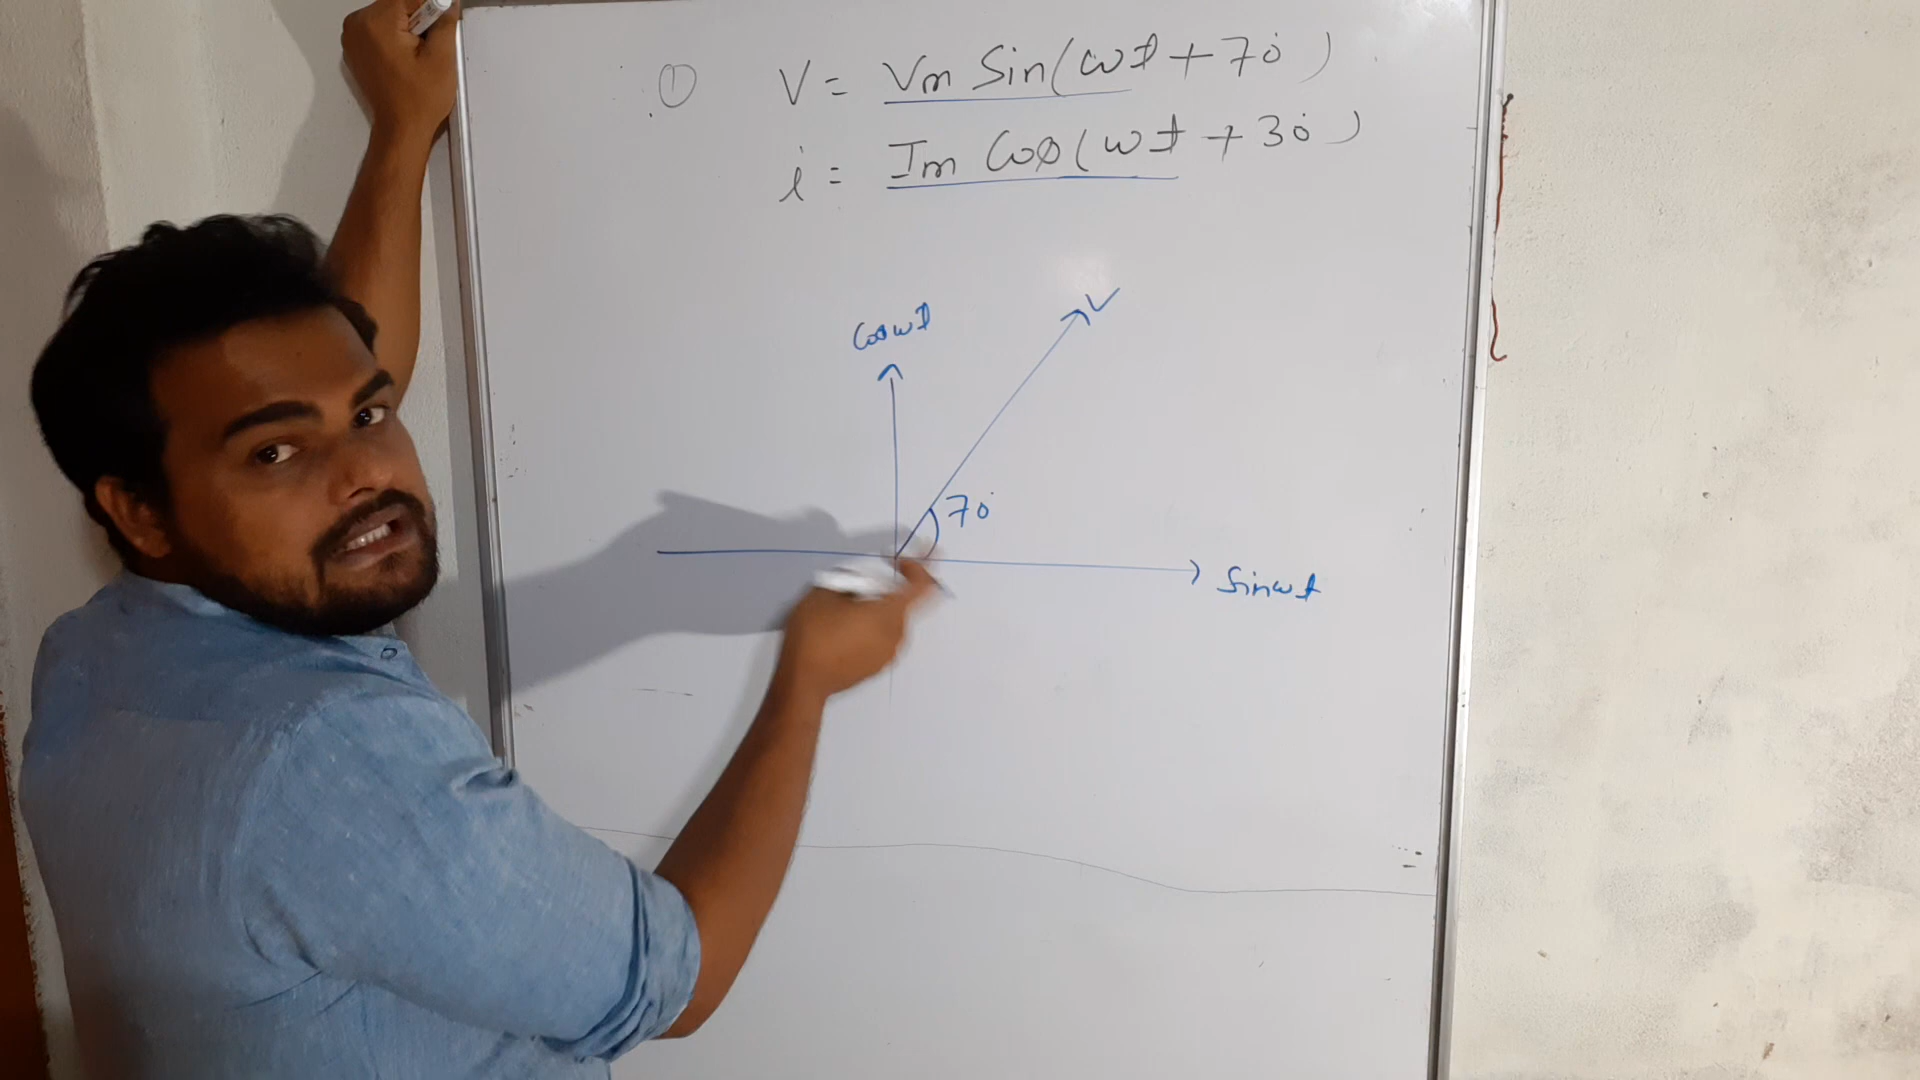 ① V = Vm Sin(ωt + 70°)
i = Im Cos(ωt + 30°)
Cosωt
V
70°
Sinωt